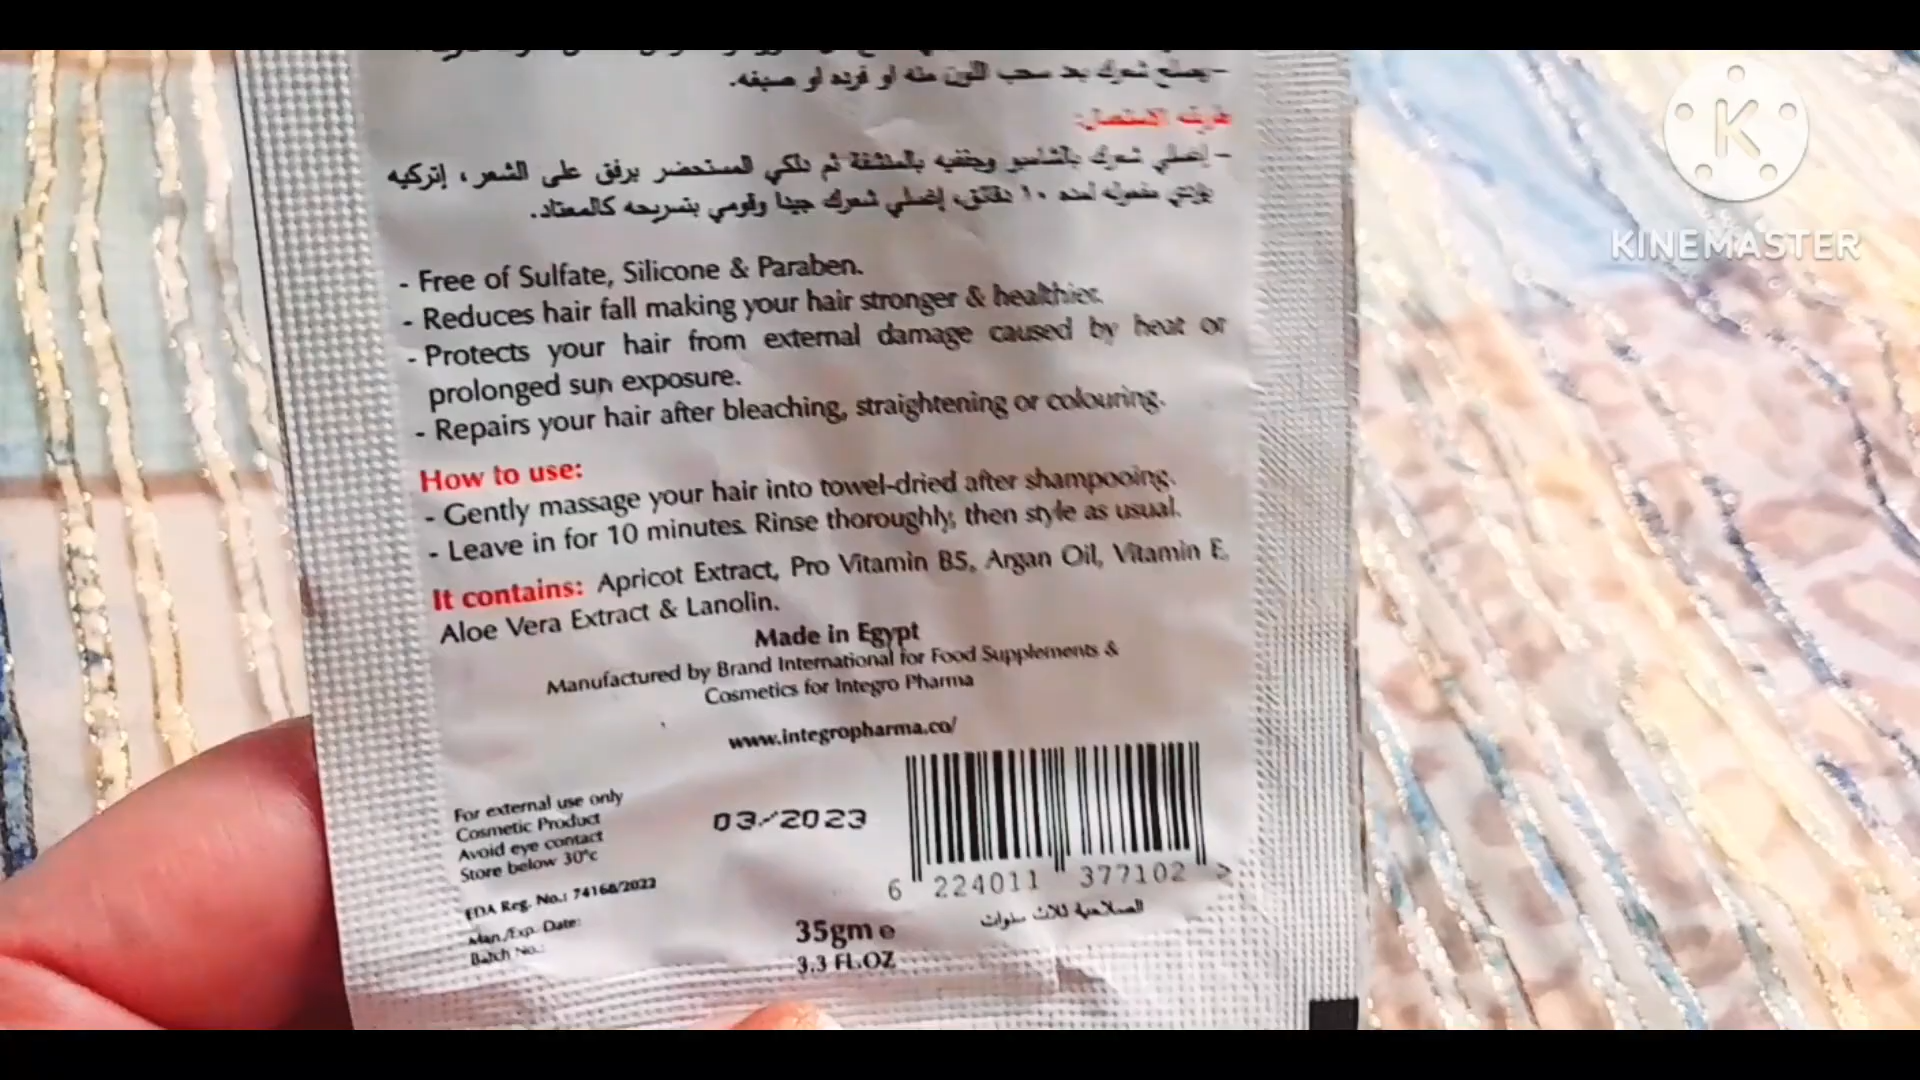 -يصلح شعرك بعد سحب اللون منه او فرده او صبغه.
طريقة الاستعمال:
- إغسلي شعرك بالشامبو وجففيه بالمنشفة ثم دلكي المستحضر برفق على الشعر ، إتركيه
يؤدي مفعوله لمدة ١٠ دقائق، إغسلي شعرك جيدا وقومي بتسريحه كالمعتاد.
- Free of Sulfate, Silicone & Paraben.
- Reduces hair fall making your hair stronger & healthier.
- Protects your hair from external damage caused by heat or
prolonged sun exposure.
- Repairs your hair after bleaching, straightening or colouring.
How to use:
- Gently massage your hair into towel-dried after shampooing.
- Leave in for 10 minutes. Rinse thoroughly, then style as usual.
It contains: Apricot Extract, Pro Vitamin B5, Argan Oil, Vitamin E,
Aloe Vera Extract & Lanolin.
Made in Egypt
Manufactured by Brand International for Food Supplements &
Cosmetics for Integro Pharma
www.integropharma.co/
For external use only
Cosmetic Product
Avoid eye contact
Store below 30°c
EDA Reg. No.: 74168/2022
Man./Exp. Date:
Batch No.:
03/2023
6 224011 377102 >
الصلاحية ثلاث سنوات
35gm e
3.3 FL.OZ
K
KINEMASTER